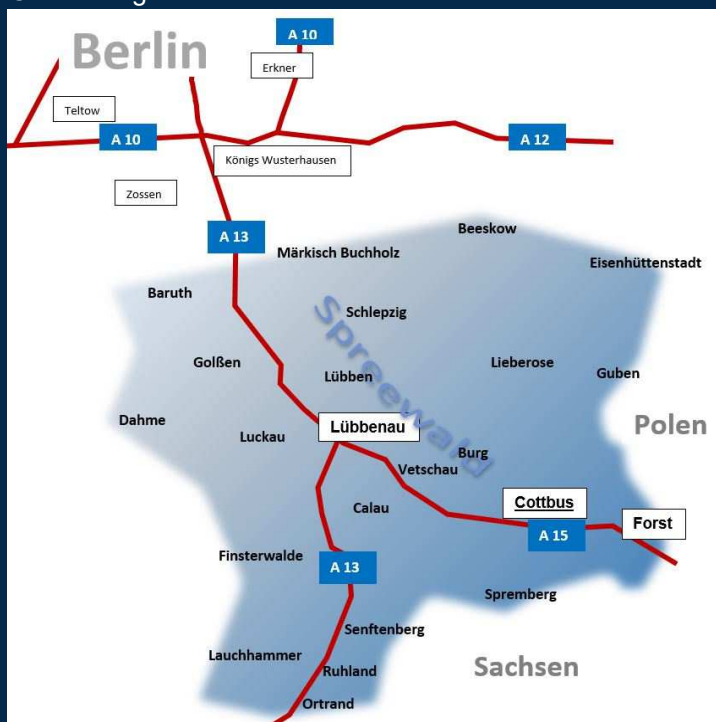 Berlin
A 10
Erkner
Teltow
A 10
A 12
Königs Wusterhausen
Zossen
A 13
Beeskow
Märkisch Buchholz
Eisenhüttenstadt
Baruth
Schlepzig
Spreewald
Golßen
Lieberose
Lübben
Guben
Dahme
Polen
Lübbenau
Luckau
Burg
Vetschau
Cottbus
Calau
Forst
A 15
Finsterwalde
A 13
Spremberg
Senftenberg
Lauchhammer
Sachsen
Ruhland
Ortrand